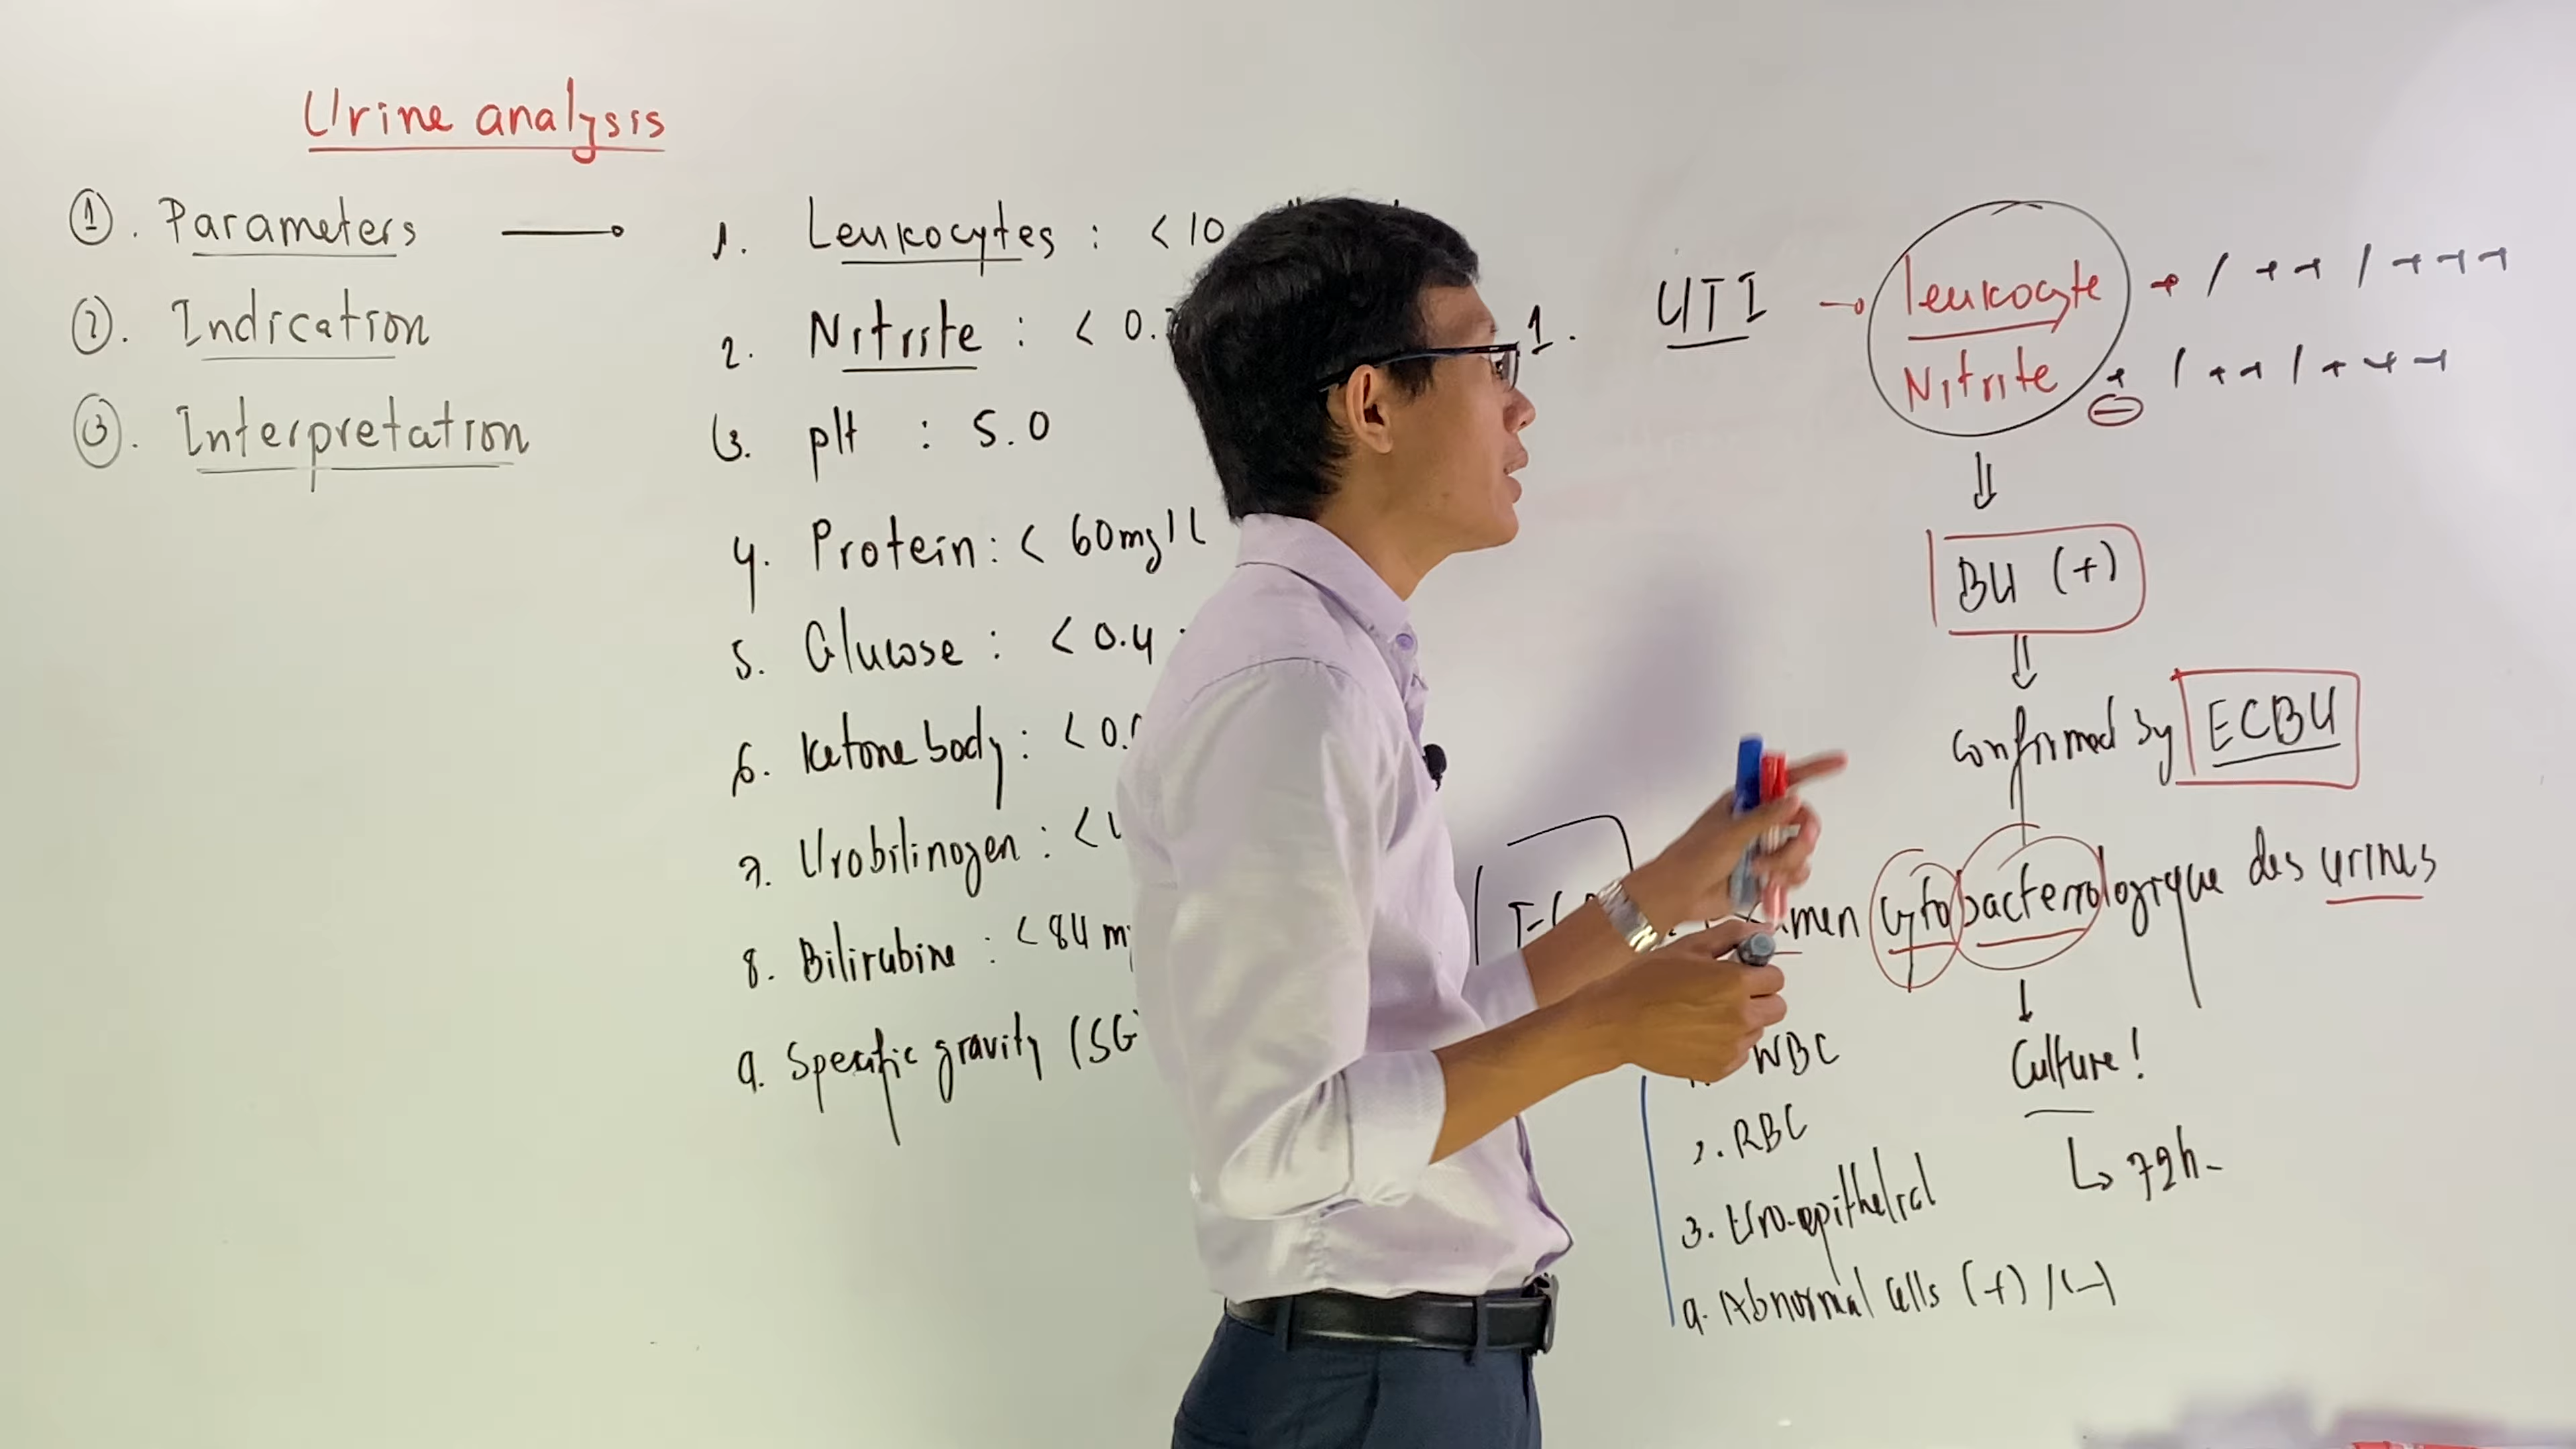 Urine analysis
①. Parameters
②. Indication
③. Interpretation
1. Leukocytes : < 10
2. Nitrite : < 0.
3. pH : 5.0
4. Protein : < 60mg/l
5. Glucose : < 0.4
6. Ketone body : < 0.
7. Urobilinogen : <
8. Bilirubine : < 84 m
9. Specific gravity (SG
1. UTI
leukocyte + / ++ / +++
Nitrite + / ++ / +++
⊖
⇓
BU (+)
⇓
Confirmed by ECBU
men cytobacteriologique des urines
WBC
2. RBC
3. Uro-epithelial
4. Abnormal cells (+) / (-)
↓
Culture !
↳ 72h-